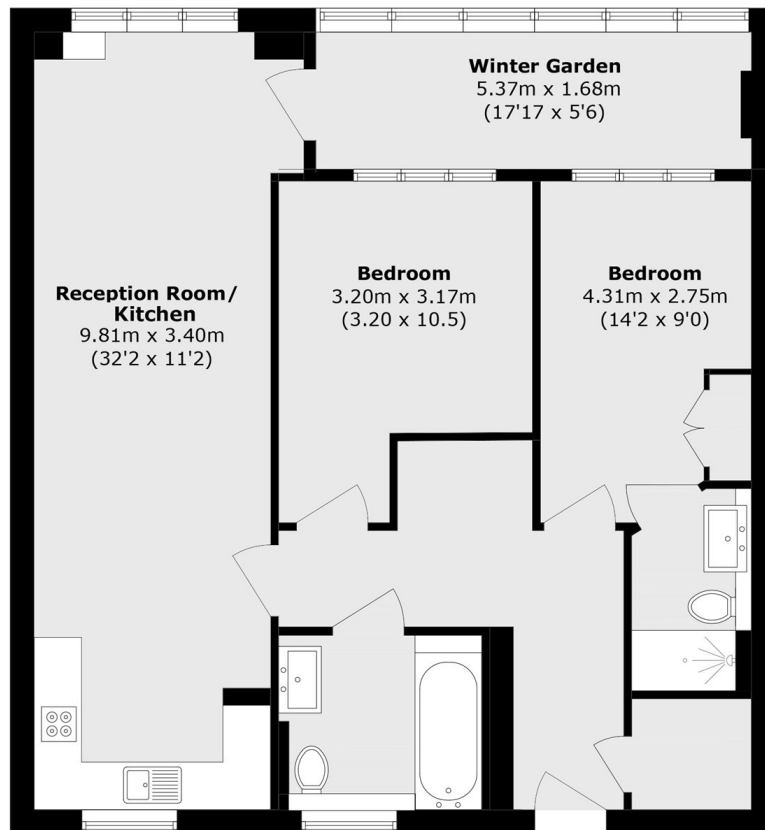 Winter Garden
5.37m x 1.68m
(17'17 x 5'6)
Reception Room/
Kitchen
9.81m x 3.40m
(32'2 x 11'2)
Bedroom
3.20m x 3.17m
(3.20 x 10.5)
Bedroom
4.31m x 2.75m
(14'2 x 9'0)